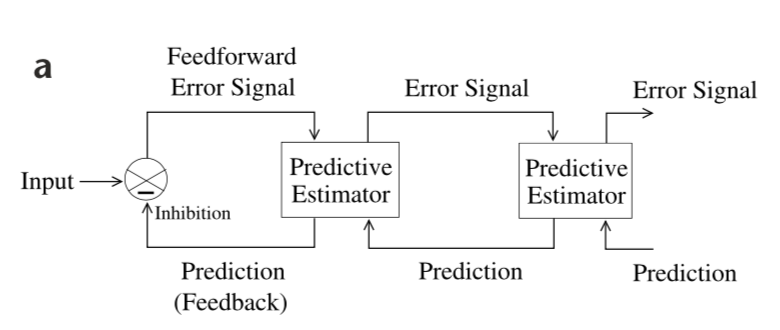 a
Feedforward
Error Signal
Error Signal
Error Signal
Input
Predictive
Estimator
Predictive
Estimator
Inhibition
Prediction
(Feedback)
Prediction
Prediction